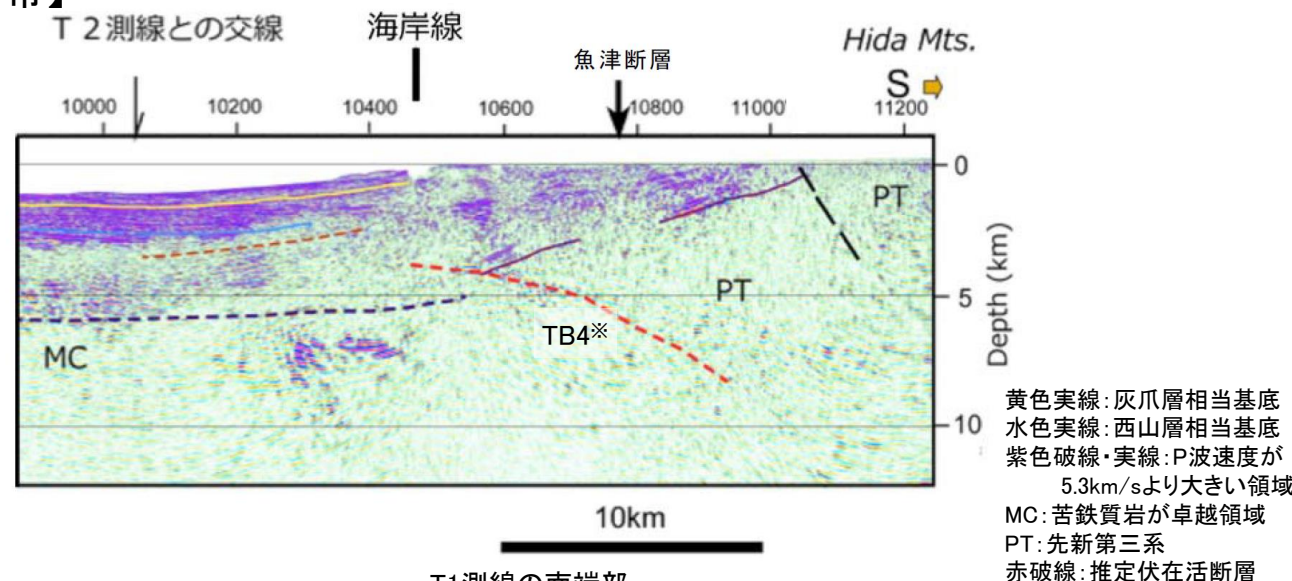 市】
T 2測線との交線
海岸線
魚津断層
Hida Mts.
S
10000 10200 10400 10600 10800 11000 11200
0
PT
PT
5
TB4※
MC
10
Depth (km)
10km
T1測線の南端部
黄色実線:灰爪層相当基底
水色実線:西山層相当基底
紫色破線・実線:P波速度が
5.3km/sより大きい領域
MC:苦鉄質岩が卓越領域
PT:先新第三系
赤破線:推定伏在活断層